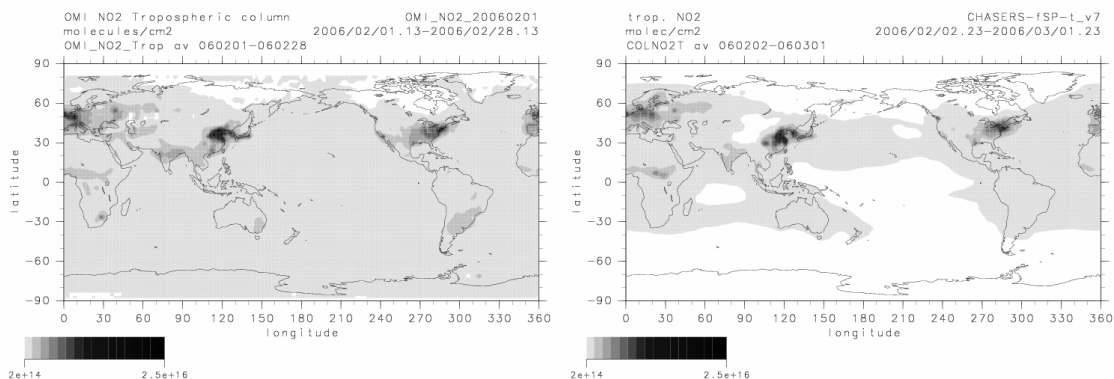 OMI NO2 Tropospheric column OMI_NO2_20060201
molecules/cm2 2006/02/01.13-2006/02/28.13
OMI_NO2_Trop av 060201-060228
90
60
30
0
-30
-60
-90
latitude
0 30 60 90 120 150 180 210 240 270 300 330 360
longitude
2e+14 2.5e+16
trop. NO2 CHASERS-fSP-t_v7
molec/cm2 2006/02/02.23-2006/03/01.23
COLNO2T av 060202-060301
90
60
30
0
-30
-60
-90
latitude
0 30 60 90 120 150 180 210 240 270 300 330 360
longitude
2e+14 2.5e+16